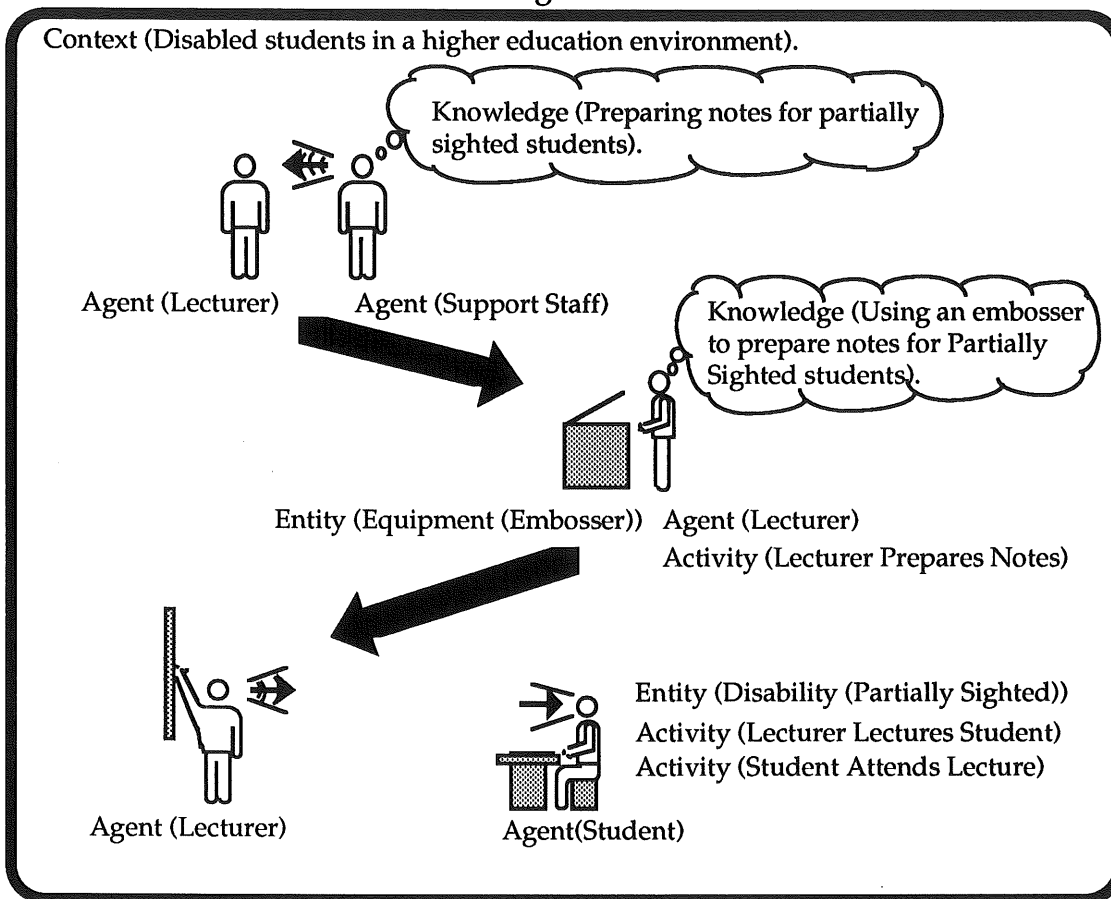 Context (Disabled students in a higher education environment).
Knowledge (Preparing notes for partially
sighted students).
Agent (Lecturer)
Agent (Support Staff)
Knowledge (Using an embosser
to prepare notes for Partially
Sighted students).
Entity (Equipment (Embosser))
Agent (Lecturer)
Activity (Lecturer Prepares Notes)
Entity (Disability (Partially Sighted))
Activity (Lecturer Lectures Student)
Activity (Student Attends Lecture)
Agent (Lecturer)
Agent(Student)